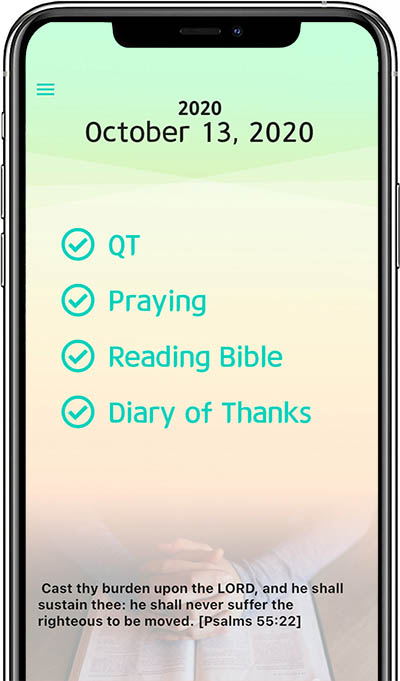 2020
October 13, 2020
QT
Praying
Reading Bible
Diary of Thanks
Cast thy burden upon the LORD, and he shall
sustain thee: he shall never suffer the
righteous to be moved. [Psalms 55:22]